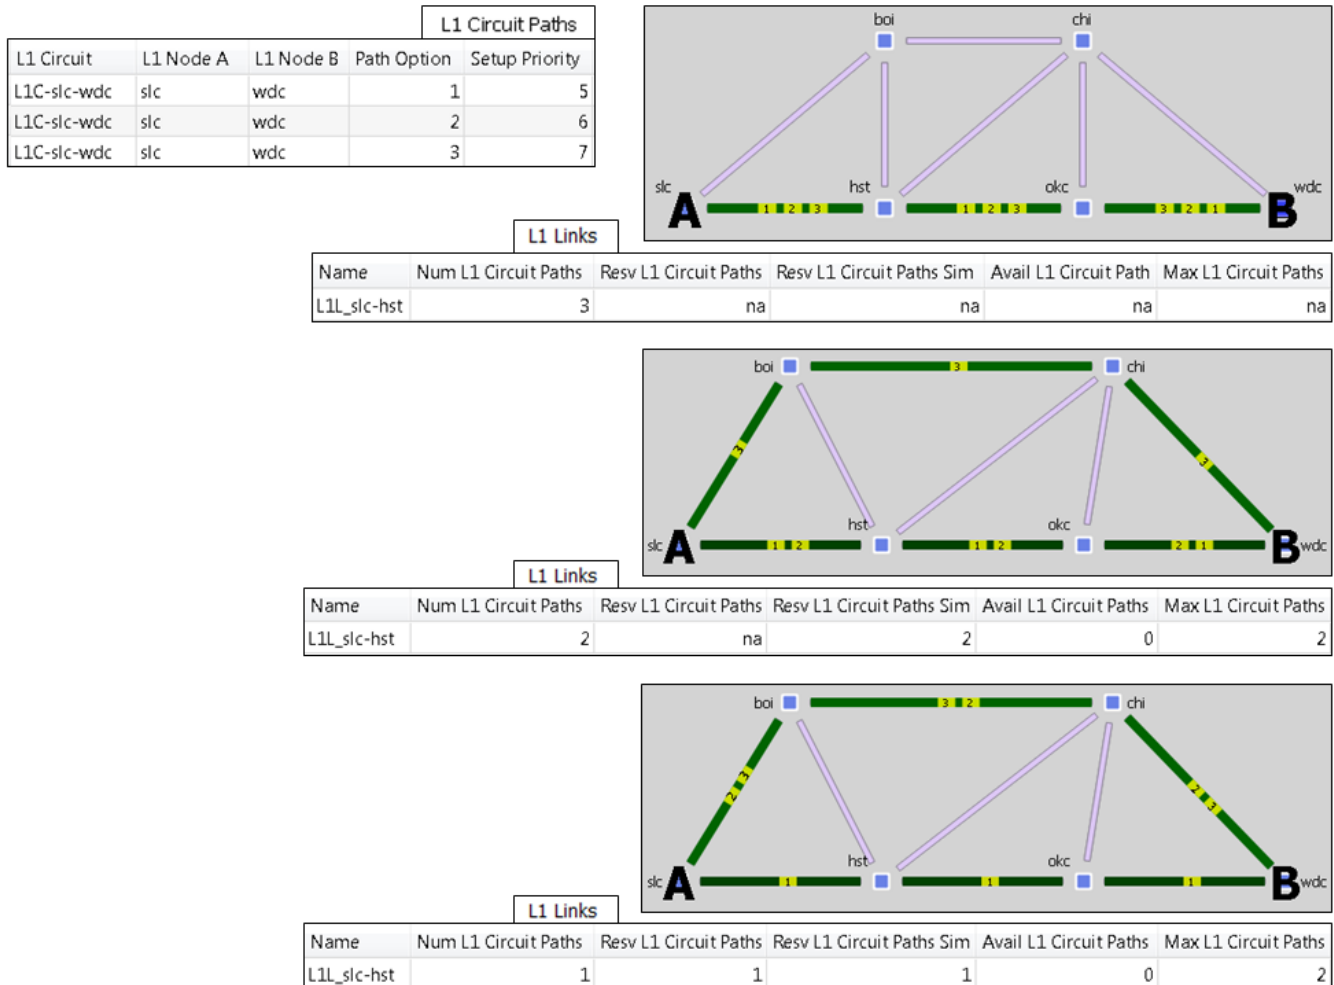 L1 Circuit Paths
L1 Circuit L1 Node A L1 Node B Path Option Setup Priority
L1C-slc-wdc slc wdc 1 5
L1C-slc-wdc slc wdc 2 6
L1C-slc-wdc slc wdc 3 7
boi chi
slc hst okc wdc
A 1 2 3 1 2 3 3 2 1 B
L1 Links
Name Num L1 Circuit Paths Resv L1 Circuit Paths Resv L1 Circuit Paths Sim Avail L1 Circuit Path Max L1 Circuit Paths
L1L_slc-hst 3 na na na na
boi 3 chi
3 3
hst okc
slc A 1 2 1 2 2 1 B wdc
L1 Links
Name Num L1 Circuit Paths Resv L1 Circuit Paths Resv L1 Circuit Paths Sim Avail L1 Circuit Paths Max L1 Circuit Paths
L1L_slc-hst 2 na 2 0 2
boi 3 2 chi
2 3 2 3
hst okc
slc A 1 1 1 B wdc
L1 Links
Name Num L1 Circuit Paths Resv L1 Circuit Paths Resv L1 Circuit Paths Sim Avail L1 Circuit Paths Max L1 Circuit Paths
L1L_slc-hst 1 1 1 0 2